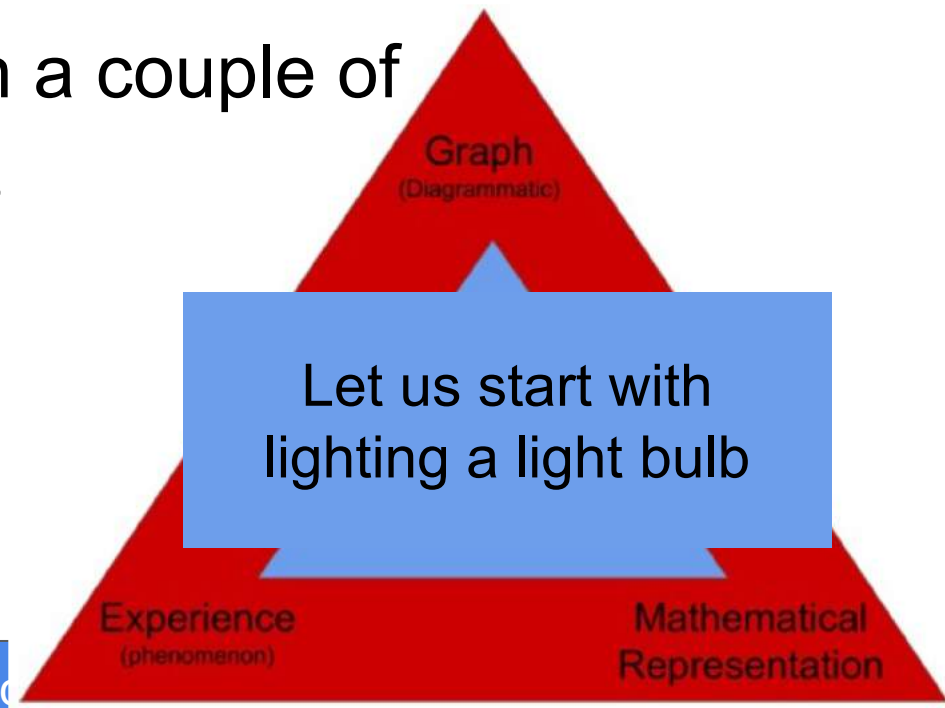 a couple of
Graph
(Diagrammatic)
Let us start with
lighting a light bulb
Experience
(phenomenon)
Mathematical
Representation